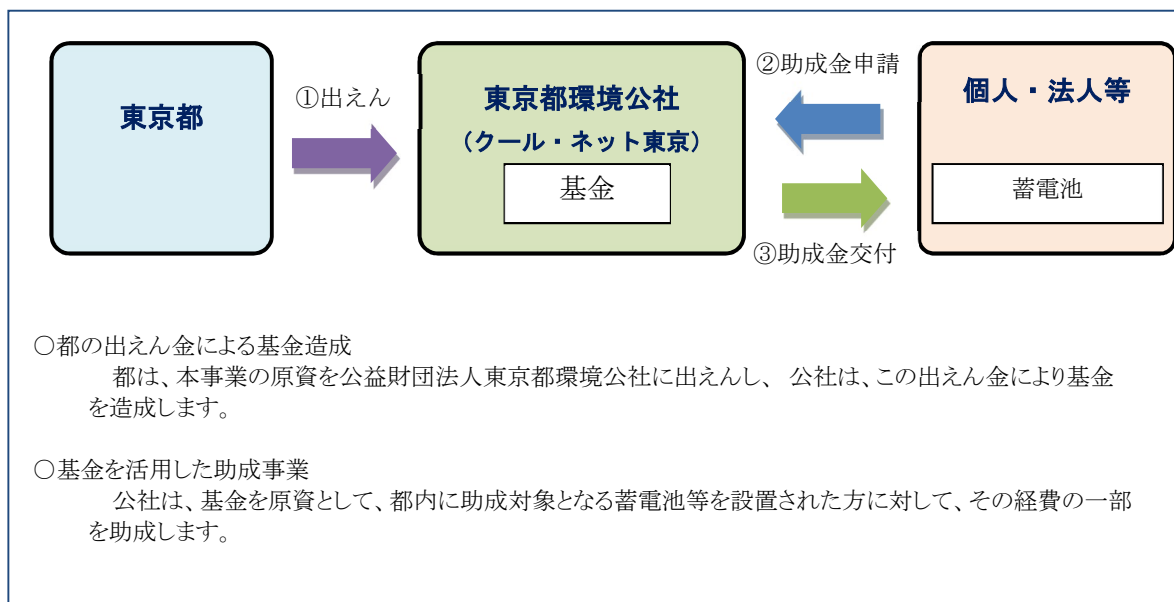 東京都
①出えん
東京都環境公社
(クール・ネット東京)
基金
②助成金申請
③助成金交付
個人・法人等
蓄電池
○都の出えん金による基金造成
都は、本事業の原資を公益財団法人東京都環境公社に出えんし、 公社は、この出えん金により基金
を造成します。
○基金を活用した助成事業
公社は、基金を原資として、都内に助成対象となる蓄電池等を設置された方に対して、その経費の一部
を助成します。